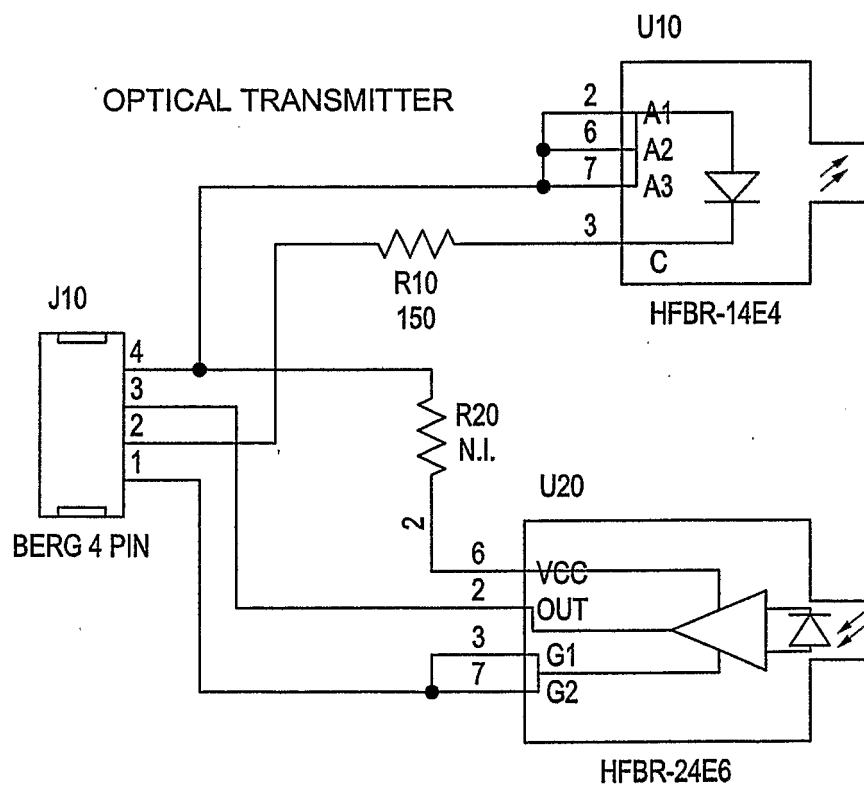 U10
OPTICAL TRANSMITTER
2
A1
6
A2
7
A3
3
C
R10
150
HFBR-14E4
J10
4
3
2
1
BERG 4 PIN
R20
N.I.
2
U20
6
VCC
2
OUT
3
G1
7
G2
HFBR-24E6